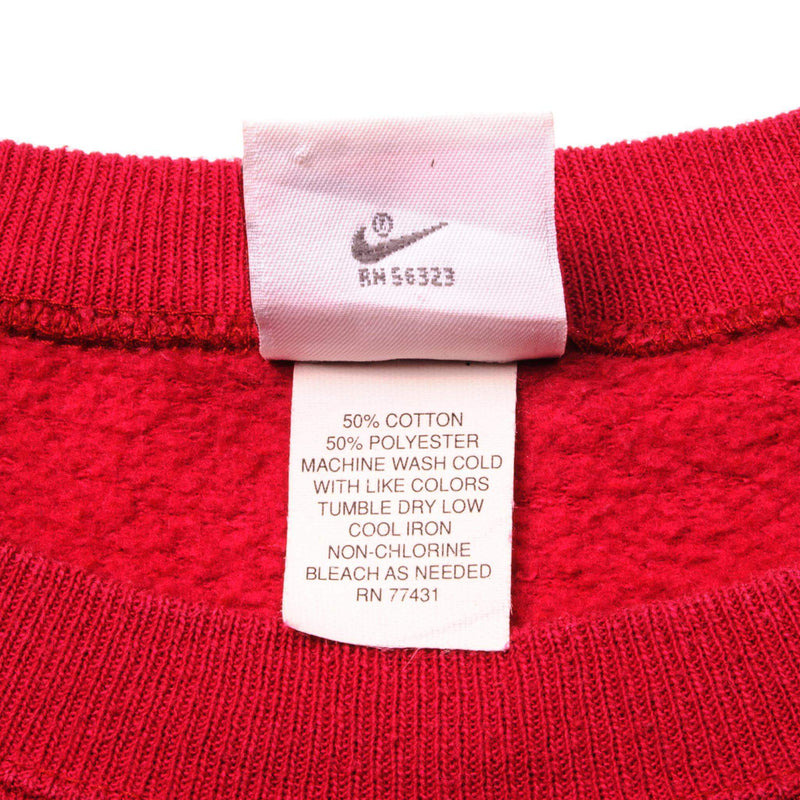 ®
RN 56323
50% COTTON
50% POLYESTER
MACHINE WASH COLD
WITH LIKE COLORS
TUMBLE DRY LOW
COOL IRON
NON-CHLORINE
BLEACH AS NEEDED
RN 77431